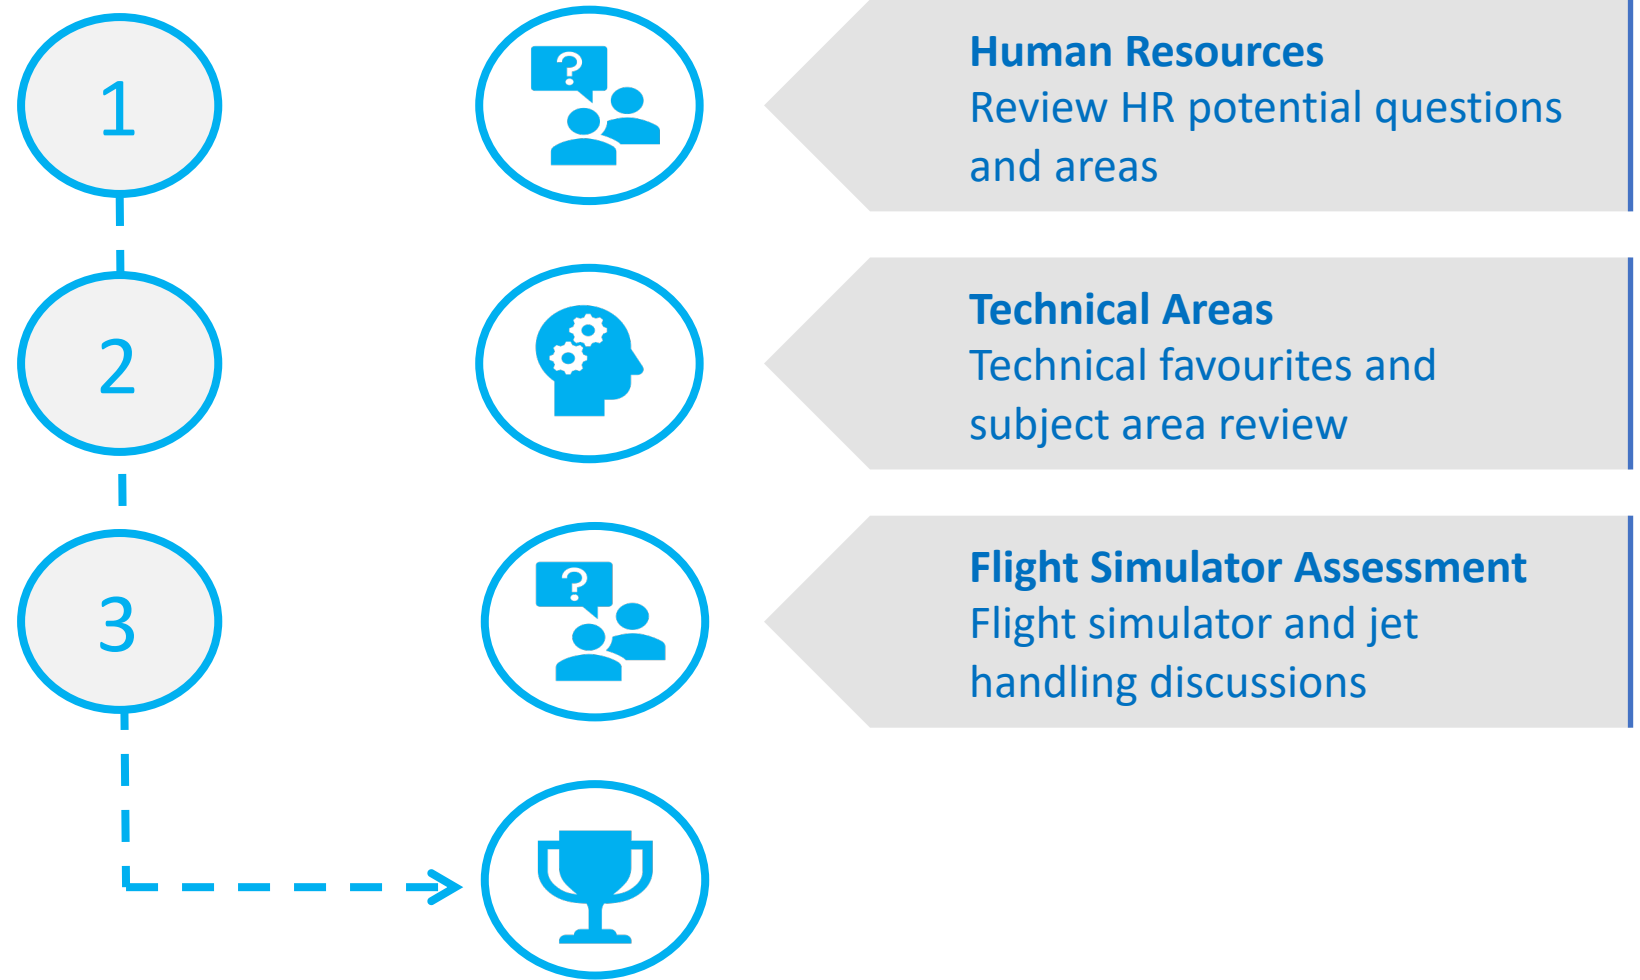 1
?
Human Resources
Review HR potential questions
and areas
2
Technical Areas
Technical favourites and
subject area review
3
?
Flight Simulator Assessment
Flight simulator and jet
handling discussions